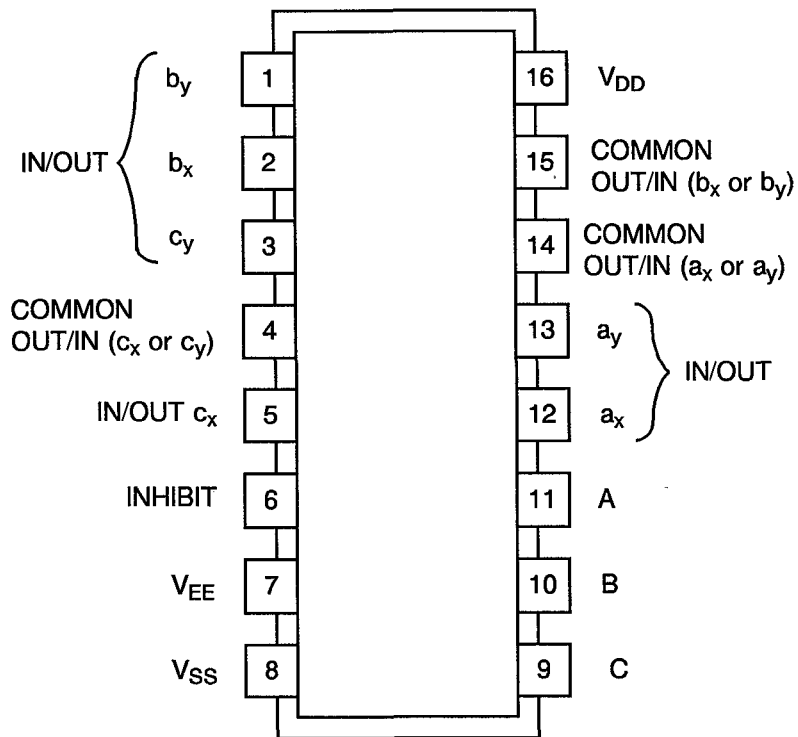 b_y 1 16 V_DD
IN/OUT b_x 2 15 COMMON
OUT/IN (b_x or b_y)
c_y 3 14 COMMON
OUT/IN (a_x or a_y)
COMMON
OUT/IN (c_x or c_y) 4 13 a_y
IN/OUT
IN/OUT c_x 5 12 a_x
INHIBIT 6 11 A
V_EE 7 10 B
V_SS 8 9 C